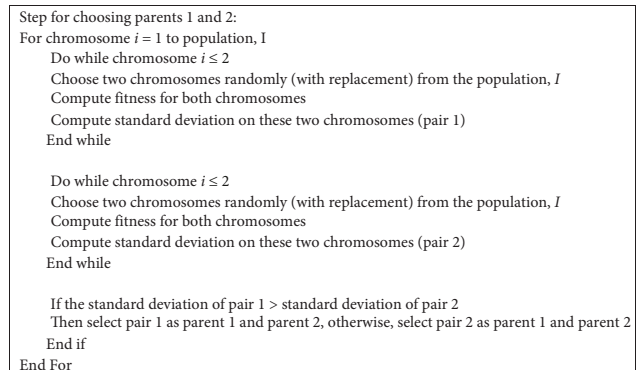 Step for choosing parents 1 and 2:
For chromosome i = 1 to population, I
Do while chromosome i ≤ 2
Choose two chromosomes randomly (with replacement) from the population, I
Compute fitness for both chromosomes
Compute standard deviation on these two chromosomes (pair 1)
End while
Do while chromosome i ≤ 2
Choose two chromosomes randomly (with replacement) from the population, I
Compute fitness for both chromosomes
Compute standard deviation on these two chromosomes (pair 2)
End while
If the standard deviation of pair 1 > standard deviation of pair 2
Then select pair 1 as parent 1 and parent 2, otherwise, select pair 2 as parent 1 and parent 2
End if
End For